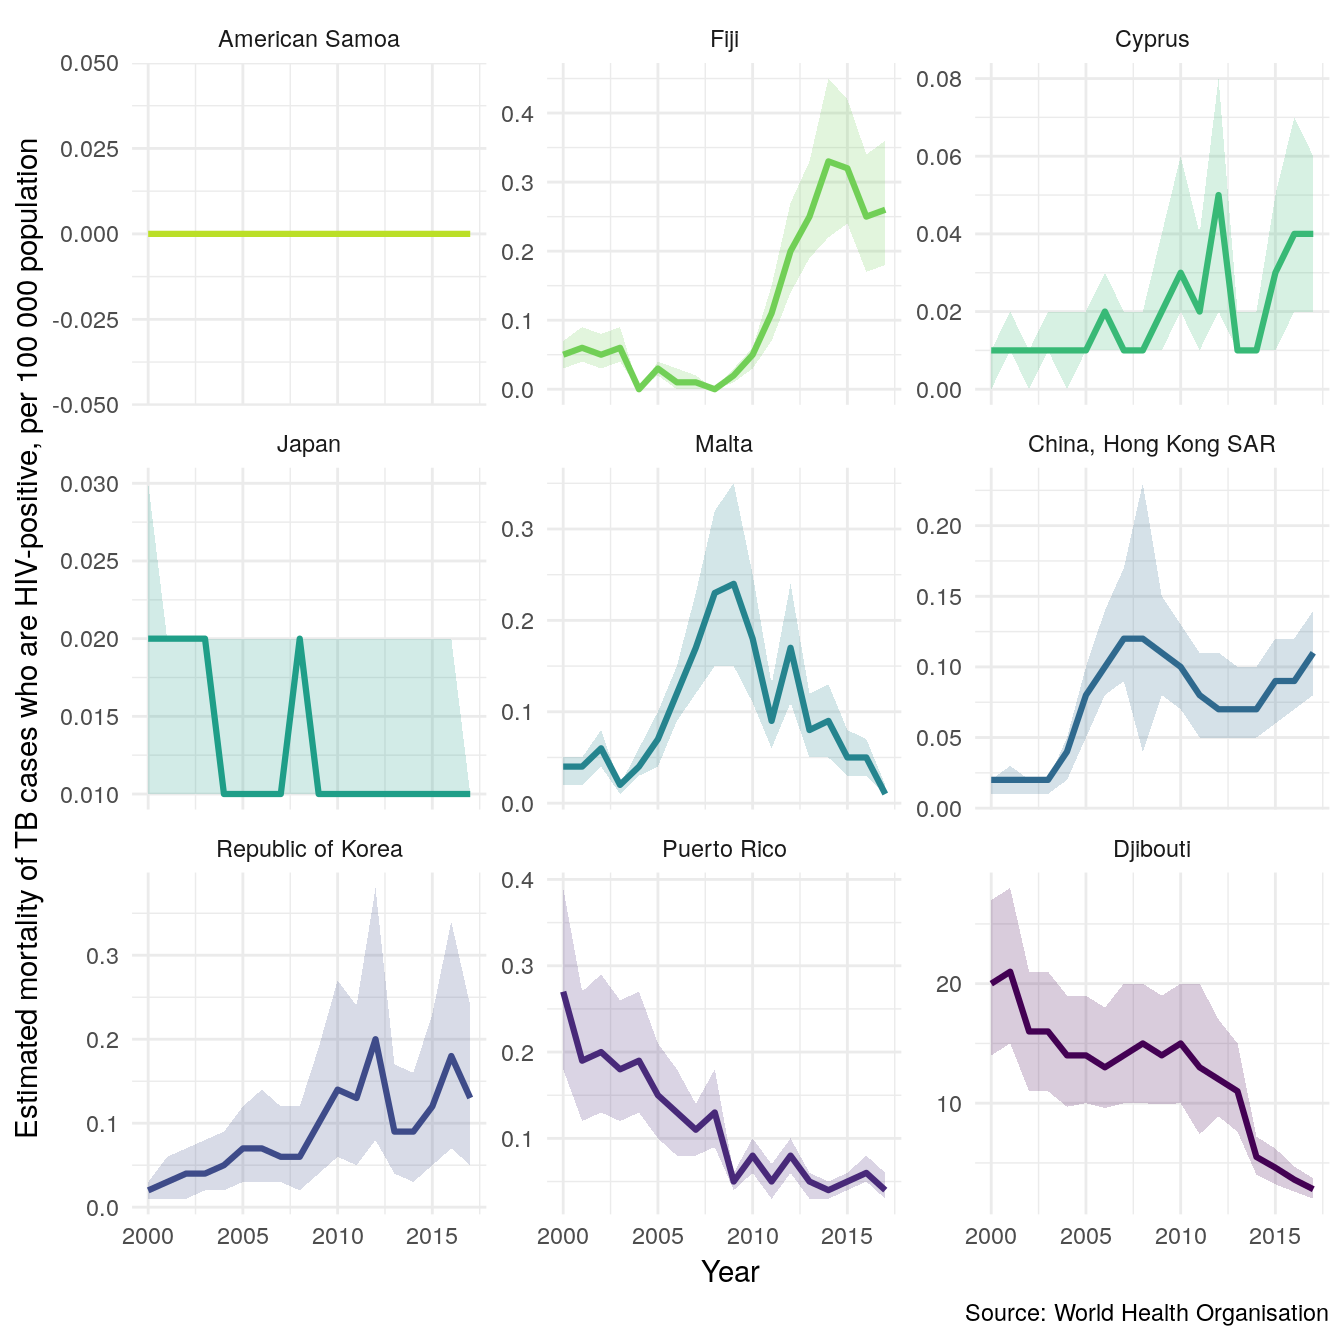 Estimated mortality of TB cases who are HIV-positive, per 100 000 population
American Samoa
0.050
0.025
0.000
-0.025
-0.050
Fiji
0.4
0.3
0.2
0.1
0.0
Cyprus
0.08
0.06
0.04
0.02
0.00
Japan
0.030
0.025
0.020
0.015
0.010
Malta
0.3
0.2
0.1
0.0
China, Hong Kong SAR
0.20
0.15
0.10
0.05
0.00
Republic of Korea
0.3
0.2
0.1
0.0
2000 2005 2010 2015
Puerto Rico
0.4
0.3
0.2
0.1
2000 2005 2010 2015
Djibouti
20
10
2000 2005 2010 2015
Year
Source: World Health Organisation